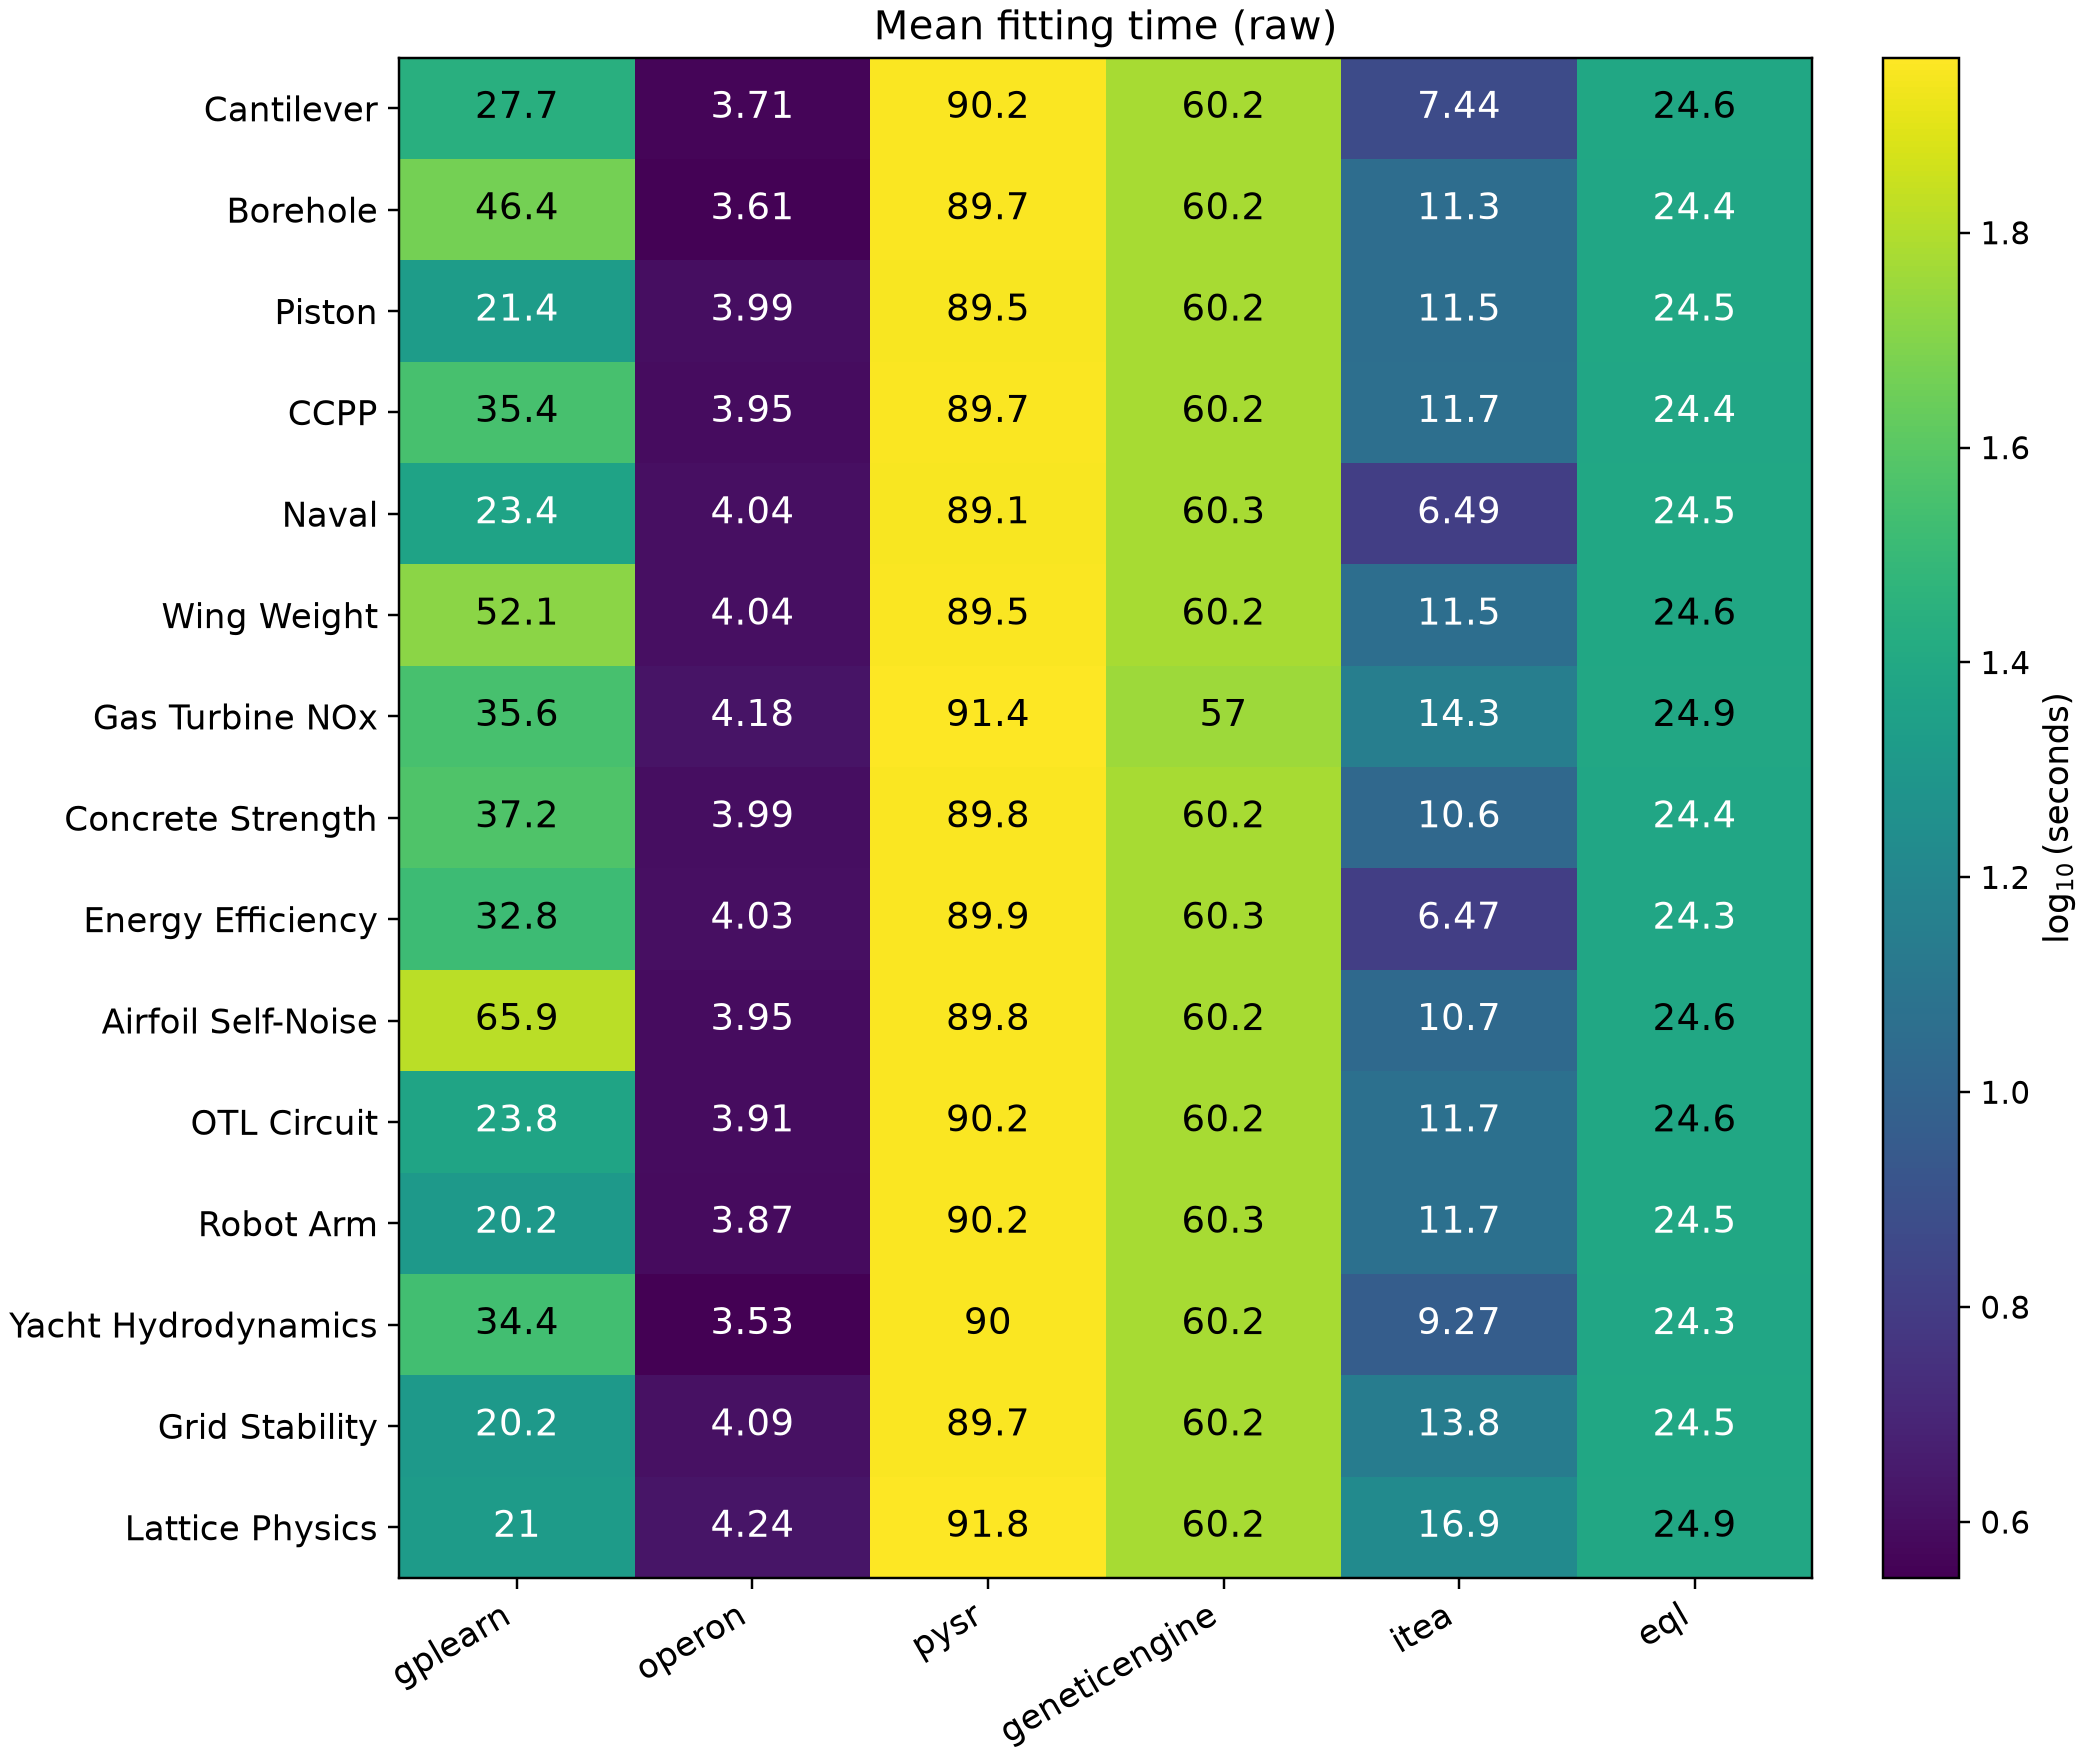 Mean fitting time (raw)
Cantilever 27.7 3.71 90.2 60.2 7.44 24.6
Borehole 46.4 3.61 89.7 60.2 11.3 24.4
Piston 21.4 3.99 89.5 60.2 11.5 24.5
CCPP 35.4 3.95 89.7 60.2 11.7 24.4
Naval 23.4 4.04 89.1 60.3 6.49 24.5
Wing Weight 52.1 4.04 89.5 60.2 11.5 24.6
Gas Turbine NOx 35.6 4.18 91.4 57 14.3 24.9
Concrete Strength 37.2 3.99 89.8 60.2 10.6 24.4
Energy Efficiency 32.8 4.03 89.9 60.3 6.47 24.3
Airfoil Self-Noise 65.9 3.95 89.8 60.2 10.7 24.6
OTL Circuit 23.8 3.91 90.2 60.2 11.7 24.6
Robot Arm 20.2 3.87 90.2 60.3 11.7 24.5
Yacht Hydrodynamics 34.4 3.53 90 60.2 9.27 24.3
Grid Stability 20.2 4.09 89.7 60.2 13.8 24.5
Lattice Physics 21 4.24 91.8 60.2 16.9 24.9
gplearn operon pysr geneticengine itea eql
1.8
1.6
1.4
1.2
1.0
0.8
0.6
log₁₀ (seconds)